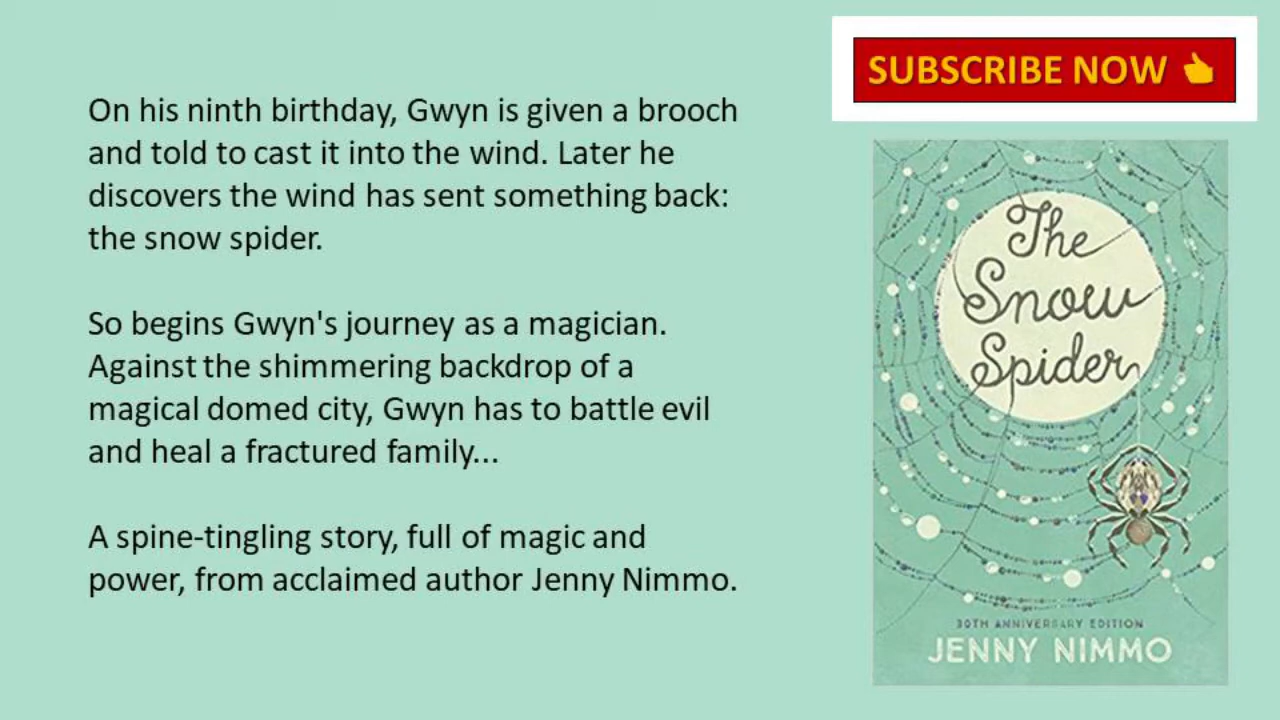 On his ninth birthday, Gwyn is given a brooch
and told to cast it into the wind. Later he
discovers the wind has sent something back:
the snow spider.
So begins Gwyn's journey as a magician.
Against the shimmering backdrop of a
magical domed city, Gwyn has to battle evil
and heal a fractured family...
A spine-tingling story, full of magic and
power, from acclaimed author Jenny Nimmo.
SUBSCRIBE NOW
The
Snow
Spider
30TH ANNIVERSARY EDITION
JENNY NIMMO